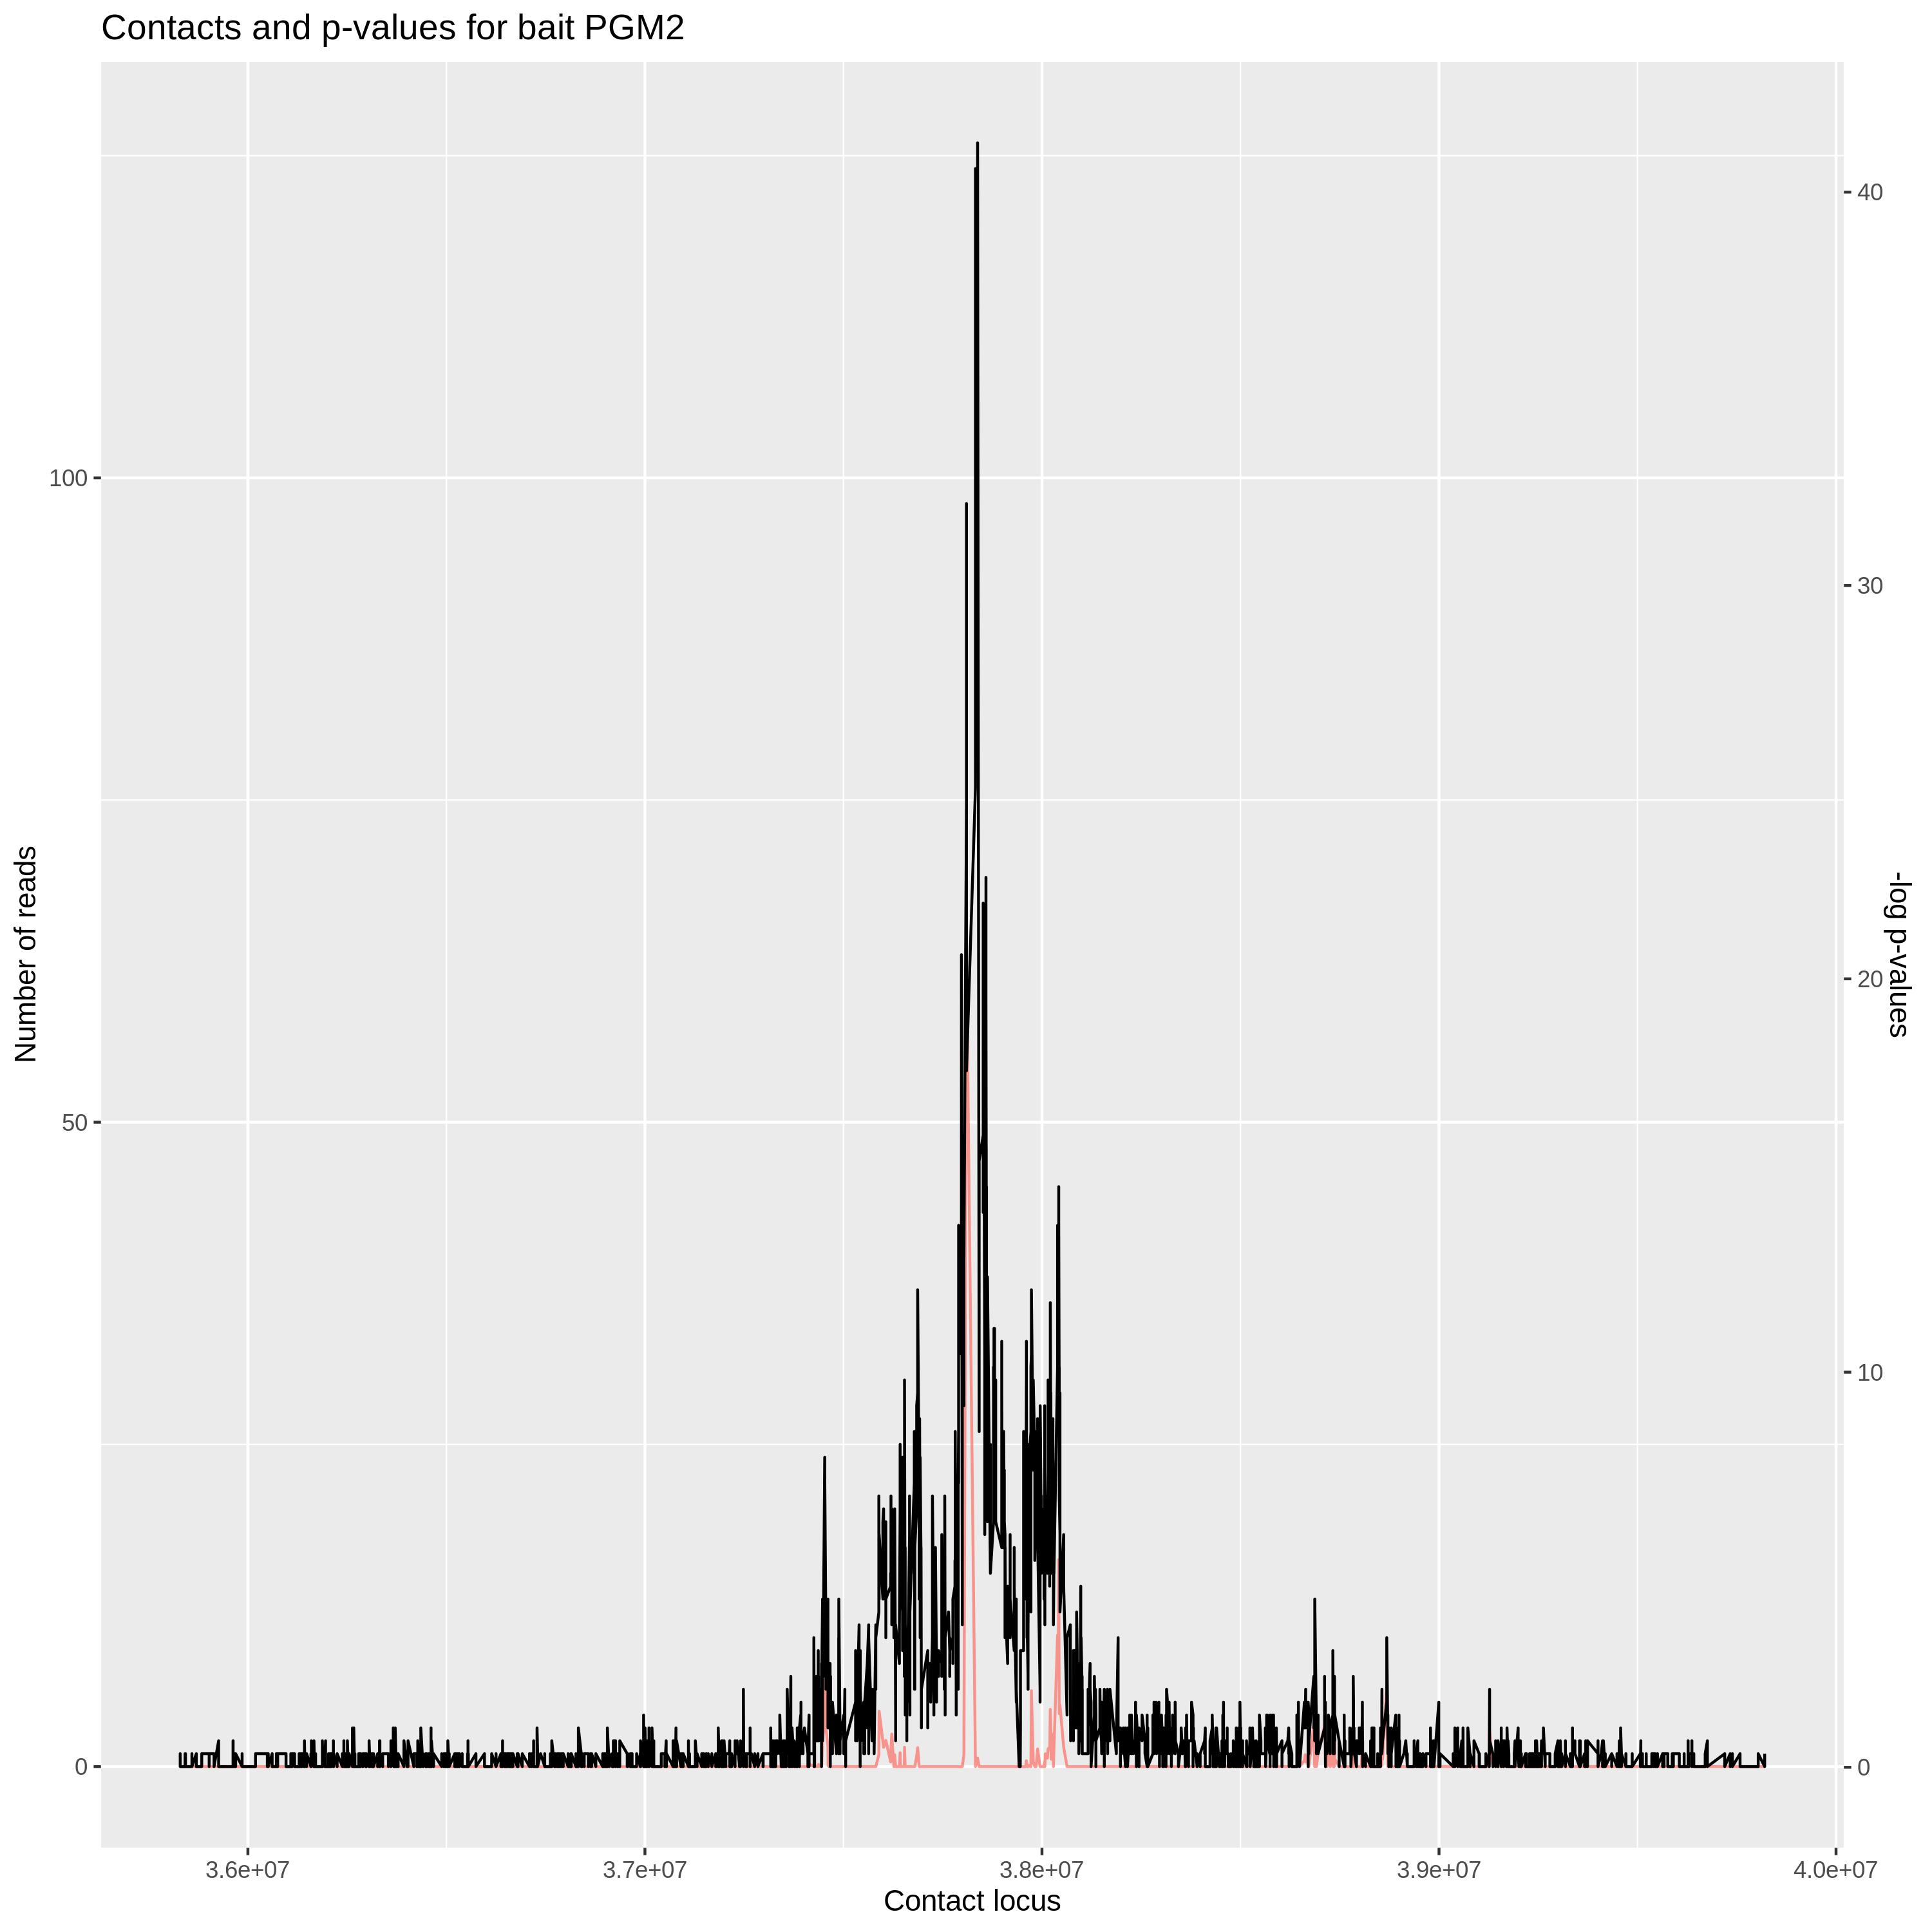 Contacts and p-values for bait PGM2
100
50
0
Number of reads
40
30
20
10
0
-log p-values
3.6e+07
3.7e+07
3.8e+07
3.9e+07
4.0e+07
Contact locus